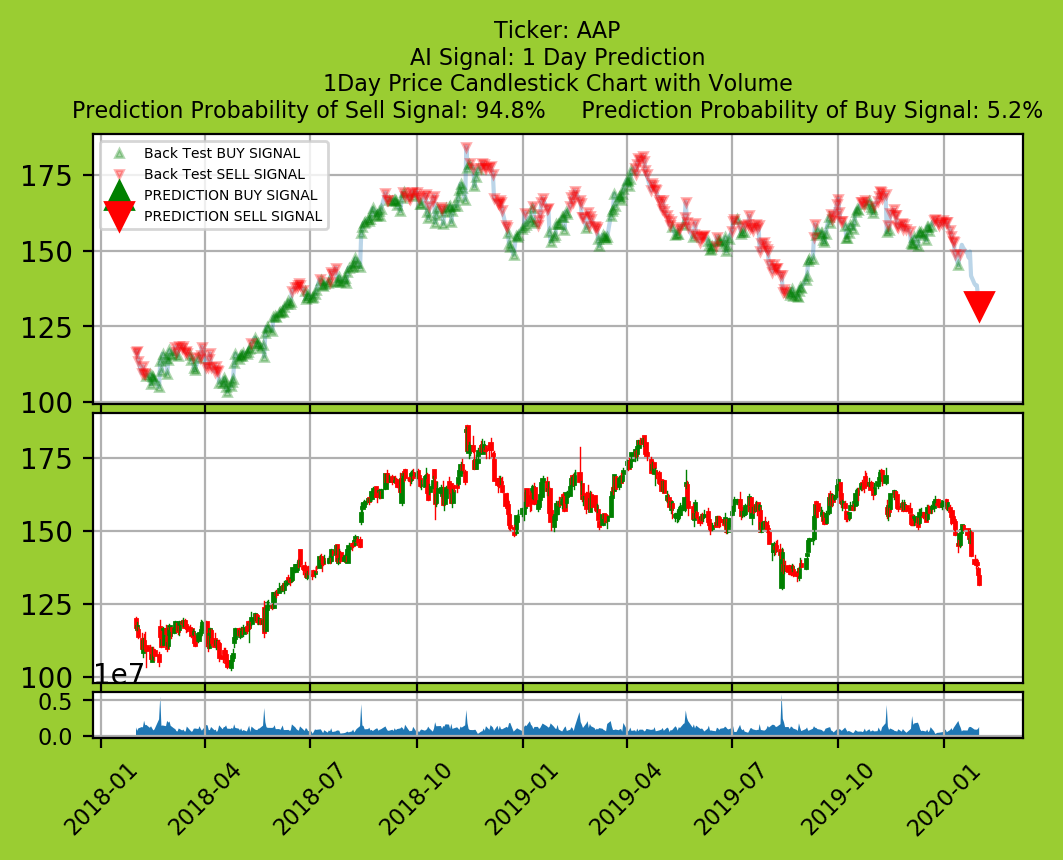 Ticker: AAP
AI Signal: 1 Day Prediction
1Day Price Candlestick Chart with Volume
Prediction Probability of Sell Signal: 94.8% Prediction Probability of Buy Signal: 5.2%
Back Test BUY SIGNAL
Back Test SELL SIGNAL
PREDICTION BUY SIGNAL
PREDICTION SELL SIGNAL
175
150
125
100
175
150
125
100
1e7
0.5
0.0
2018-01
2018-04
2018-07
2018-10
2019-01
2019-04
2019-07
2019-10
2020-01